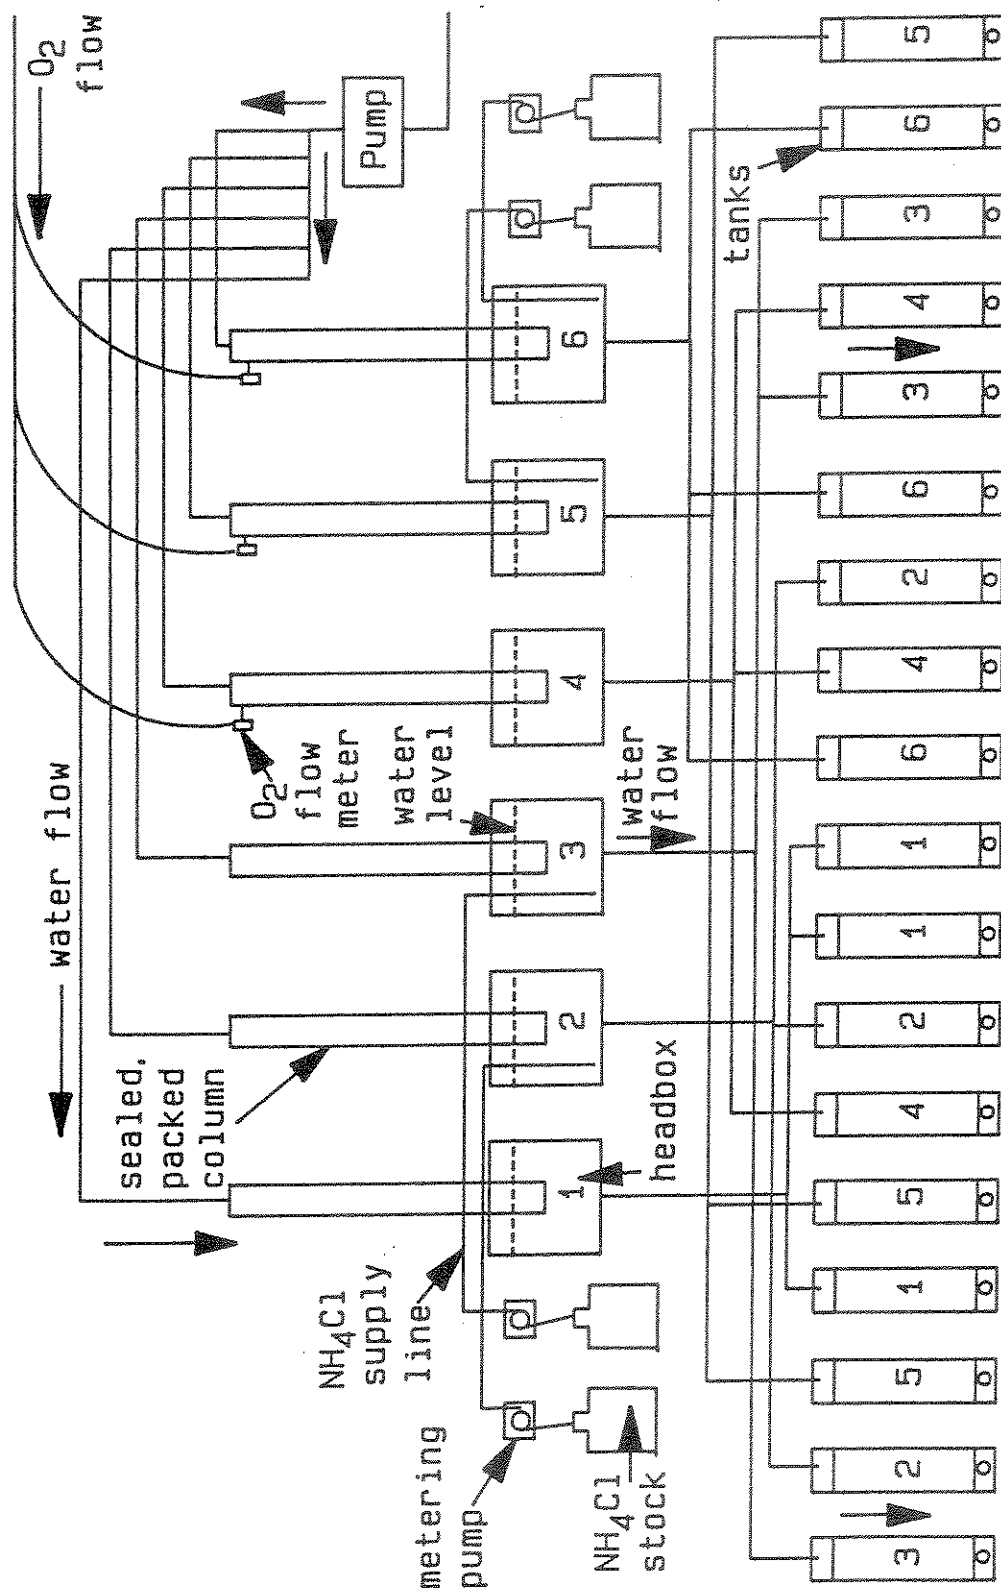 O₂
flow
water flow
Pump
sealed,
packed
column
O₂
flow
meter
water
level
NH₄Cl
supply
line
metering
pump
1
2
3
4
5
6
headbox
water
flow
NH₄Cl
stock
tanks
3
2
5
1
5
4
2
1
1
6
4
2
6
3
4
3
6
5